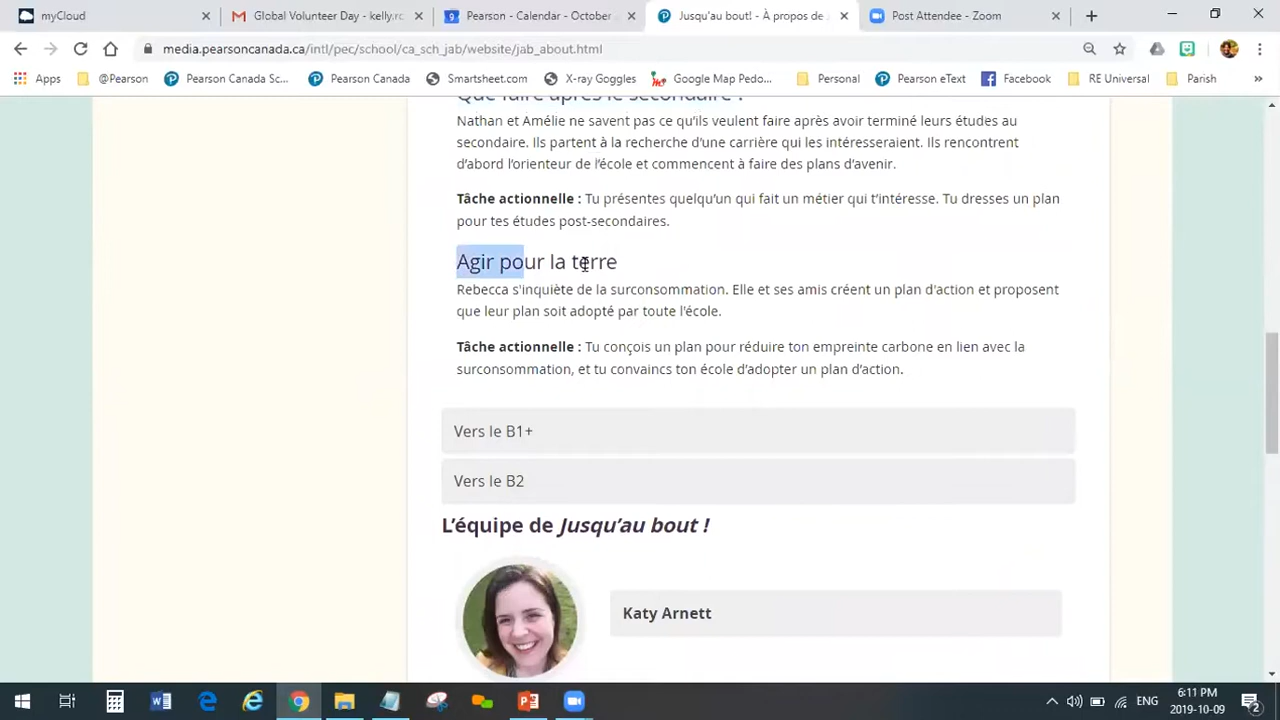 myCloud
Global Volunteer Day - kelly.rc
Pearson - Calendar - October
Jusqu'au bout! - À propos de
Post Attendee - Zoom
media.pearsoncanada.ca/intl/pec/school/ca_sch_jab/website/jab_about.html
Apps @Pearson Pearson Canada Sc... Pearson Canada Smartsheet.com X-ray Goggles Google Map Pedo... Personal Pearson eText Facebook RE Universal Parish »
Que faire après le secondaire ?
Nathan et Amélie ne savent pas ce qu'ils veulent faire après avoir terminé leurs études au
secondaire. Ils partent à la recherche d'une carrière qui les intéresseraient. Ils rencontrent
d'abord l'orienteur de l'école et commencent à faire des plans d'avenir.
Tâche actionnelle : Tu présentes quelqu'un qui fait un métier qui t'intéresse. Tu dresses un plan
pour tes études post-secondaires.
Agir pour la terre
Rebecca s'inquiète de la surconsommation. Elle et ses amis créent un plan d'action et proposent
que leur plan soit adopté par toute l'école.
Tâche actionnelle : Tu conçois un plan pour réduire ton empreinte carbone en lien avec la
surconsommation, et tu convaincs ton école d'adopter un plan d'action.
Vers le B1+
Vers le B2
L'équipe de Jusqu'au bout !
Katy Arnett
ENG
6:11 PM
2019-10-09
2